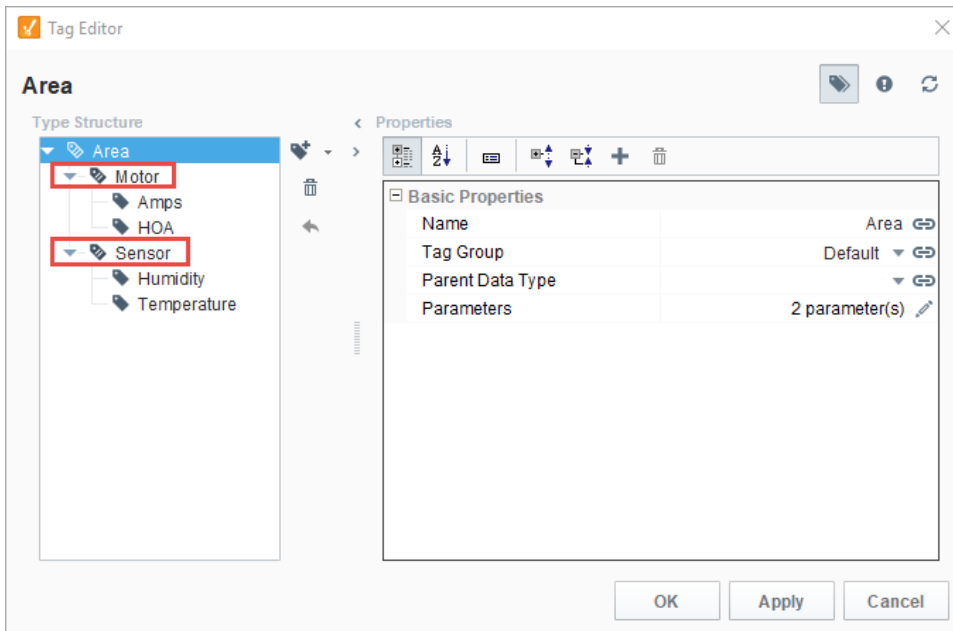 Tag Editor
Area
Type Structure
Properties
Area
Motor
Amps
HOA
Sensor
Humidity
Temperature
Basic Properties
Name Area
Tag Group Default
Parent Data Type
Parameters 2 parameter(s)
OK Apply Cancel